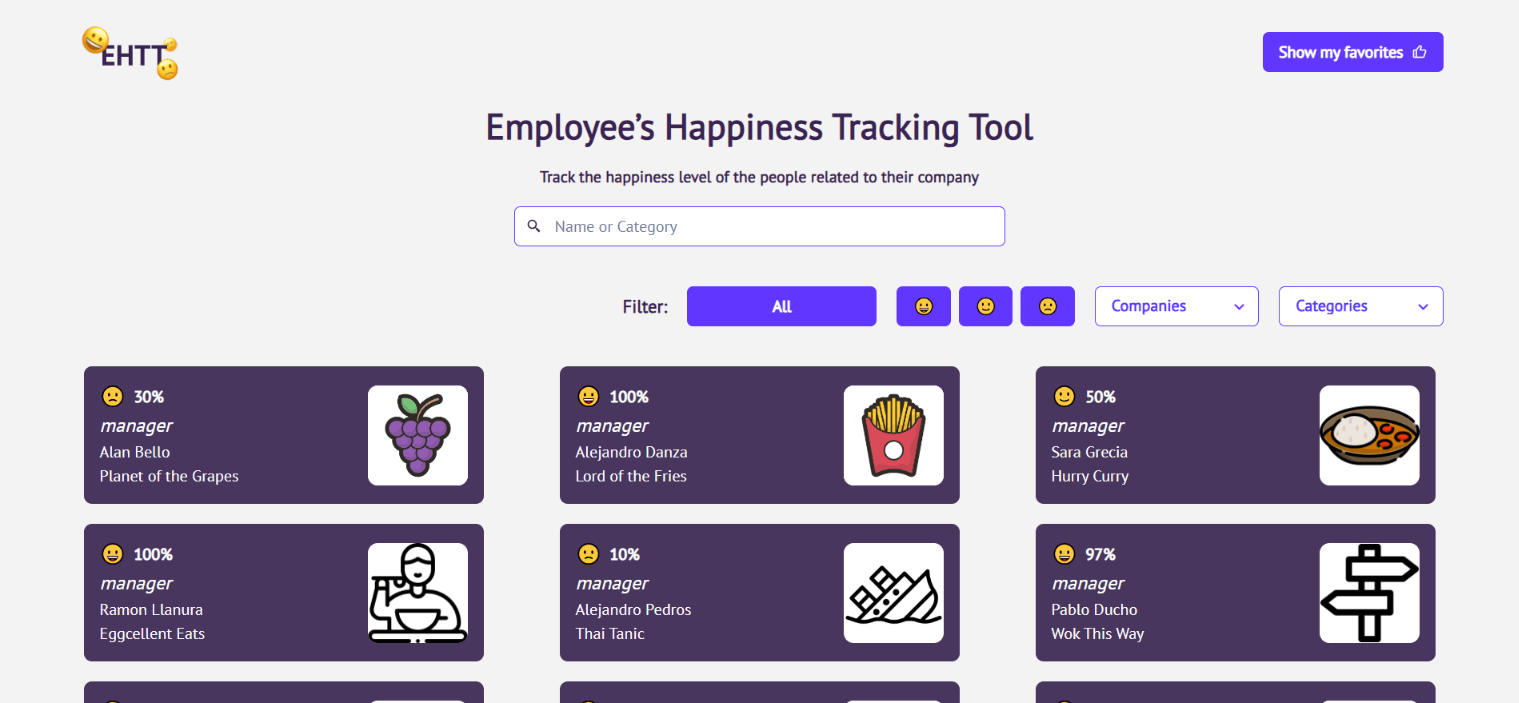 EHTT
Show my favorites
Employee’s Happiness Tracking Tool
Track the happiness level of the people related to their company
Name or Category
Filter:
All
Companies
Categories
30%
manager
Alan Bello
Planet of the Grapes
100%
manager
Alejandro Danza
Lord of the Fries
50%
manager
Sara Grecia
Hurry Curry
100%
manager
Ramon Llanura
Eggcellent Eats
10%
manager
Alejandro Pedros
Thai Tanic
97%
manager
Pablo Ducho
Wok This Way